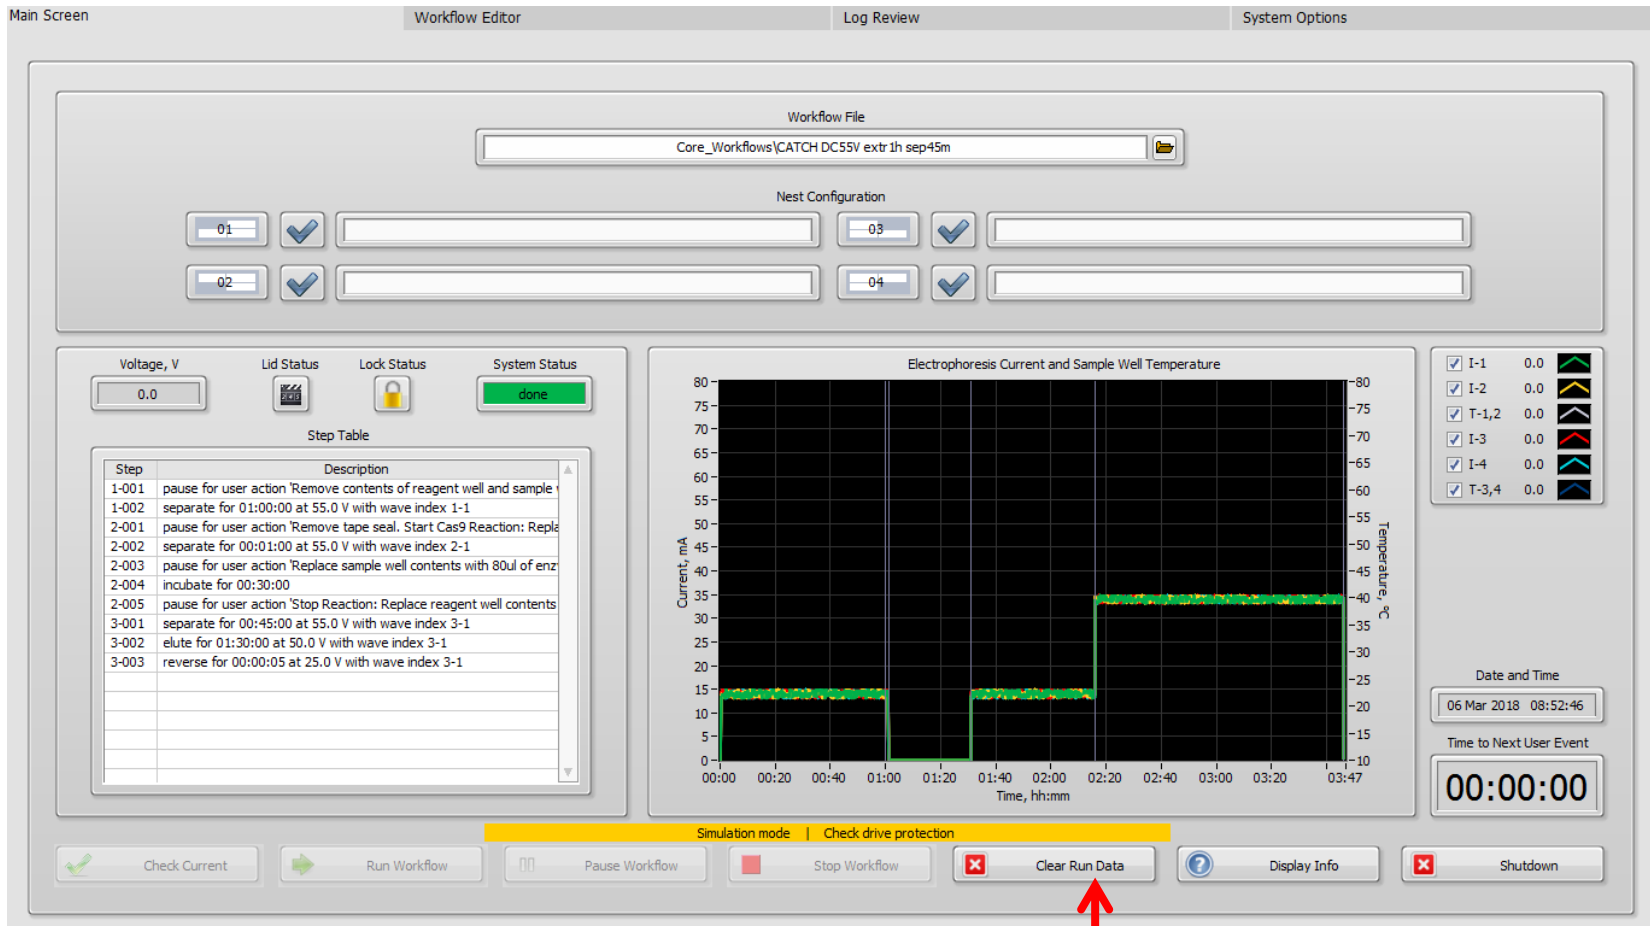 Main Screen
Workflow Editor
Log Review
System Options
Workflow File
Core_Workflows\CATCH DC55V extr1h sep45m
Nest Configuration
01
03
02
04
Voltage, V
Lid Status
Lock Status
System Status
0.0
done
Step Table
Step Description
1-001 pause for user action 'Remove contents of reagent well and sample
1-002 separate for 01:00:00 at 55.0 V with wave index 1-1
2-001 pause for user action 'Remove tape seal. Start Cas9 Reaction: Repla
2-002 separate for 00:01:00 at 55.0 V with wave index 2-1
2-003 pause for user action 'Replace sample well contents with 80ul of enz
2-004 incubate for 00:30:00
2-005 pause for user action 'Stop Reaction: Replace reagent well contents
3-001 separate for 00:45:00 at 55.0 V with wave index 3-1
3-002 elute for 01:30:00 at 50.0 V with wave index 3-1
3-003 reverse for 00:00:05 at 25.0 V with wave index 3-1
Electrophoresis Current and Sample Well Temperature
80
75
70
65
60
55
50
45
40
35
30
25
20
15
10
5
0
Current, mA
80
75
70
65
60
55
50
45
40
35
30
25
20
15
10
Temperature, ºC
00:00 00:20 00:40 01:00 01:20 01:40 02:00 02:20 02:40 03:00 03:20 03:47
Time, hh:mm
I-1 0.0
I-2 0.0
T-1,2 0.0
I-3 0.0
I-4 0.0
T-3,4 0.0
Date and Time
06 Mar 2018 08:52:46
Time to Next User Event
00:00:00
Simulation mode | Check drive protection
Check Current
Run Workflow
Pause Workflow
Stop Workflow
Clear Run Data
Display Info
Shutdown